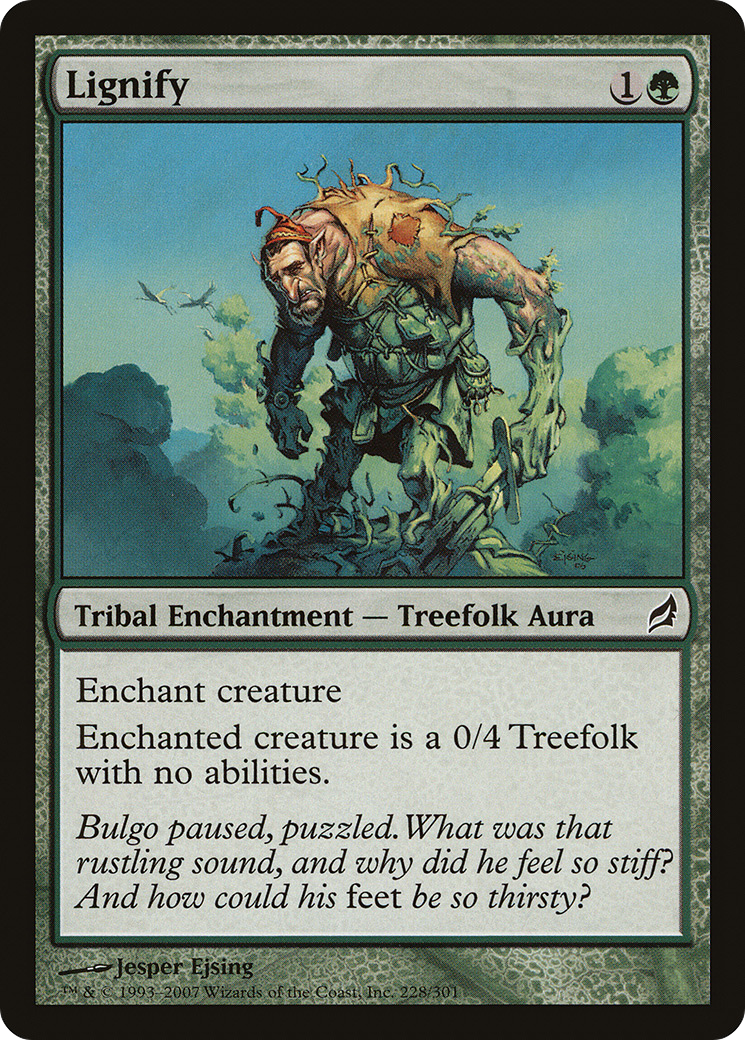 Lignify
1
Tribal Enchantment — Treefolk Aura
Enchant creature
Enchanted creature is a 0/4 Treefolk
with no abilities.
Bulgo paused, puzzled. What was that
rustling sound, and why did he feel so stiff?
And how could his feet be so thirsty?
EJSING
Jesper Ejsing
™ & © 1993–2007 Wizards of the Coast, Inc. 228/301